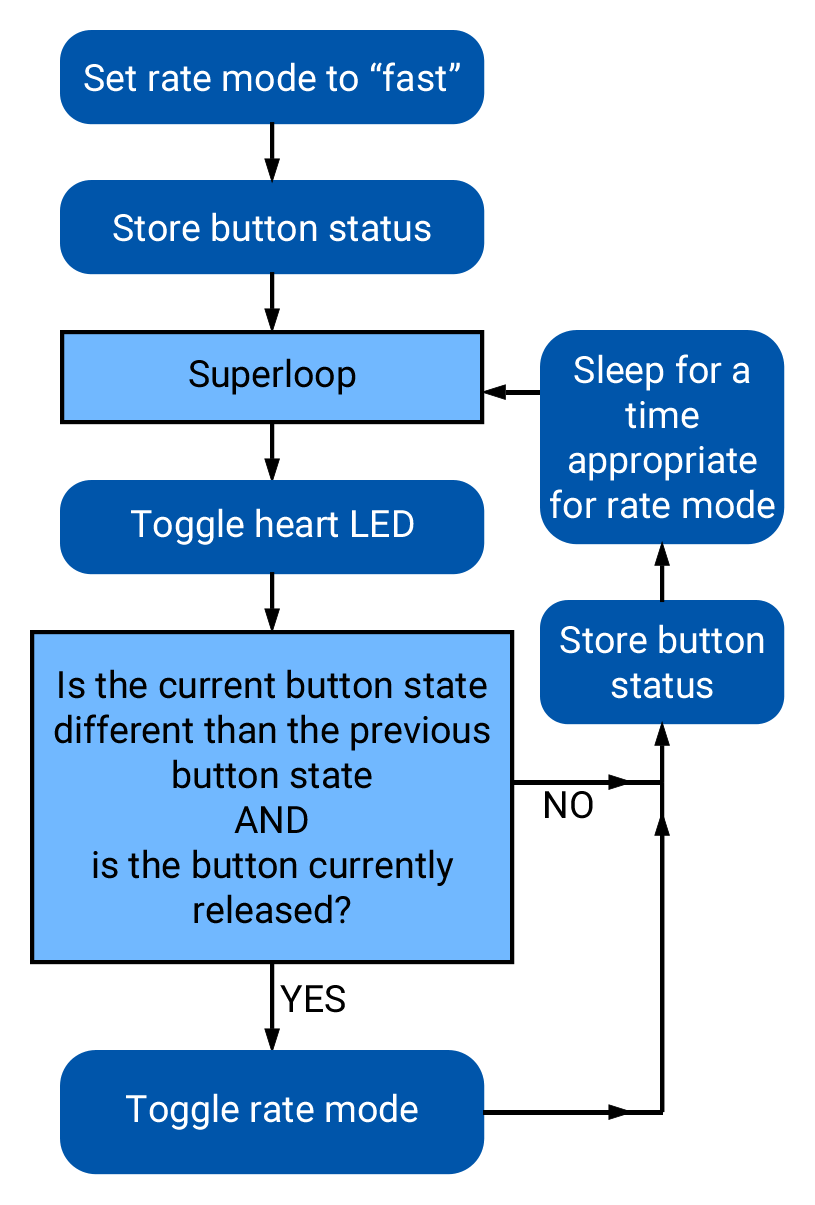 Set rate mode to “fast”
Store button status
Superloop
Toggle heart LED
Is the current button state
different than the previous
button state
AND
is the button currently
released?
NO
YES
Toggle rate mode
Store button
status
Sleep for a
time
appropriate
for rate mode